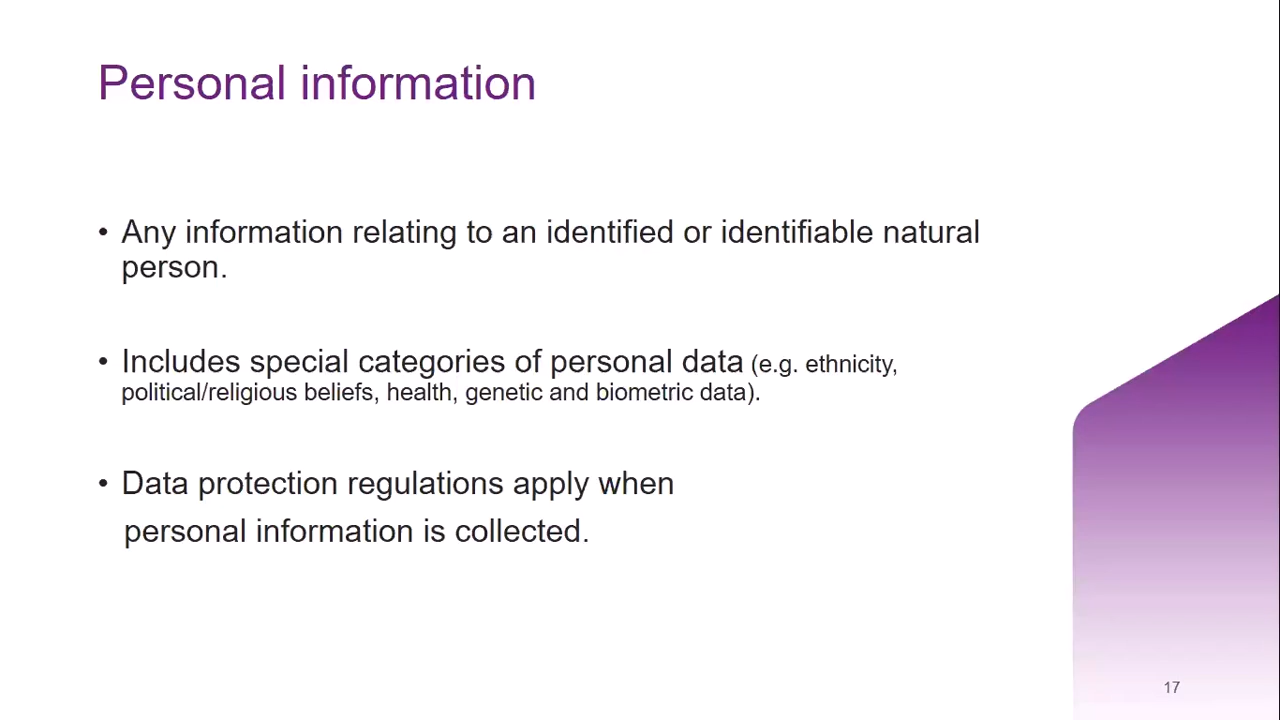 Personal information
• Any information relating to an identified or identifiable natural
person.
• Includes special categories of personal data (e.g. ethnicity,
political/religious beliefs, health, genetic and biometric data).
• Data protection regulations apply when
personal information is collected.
17